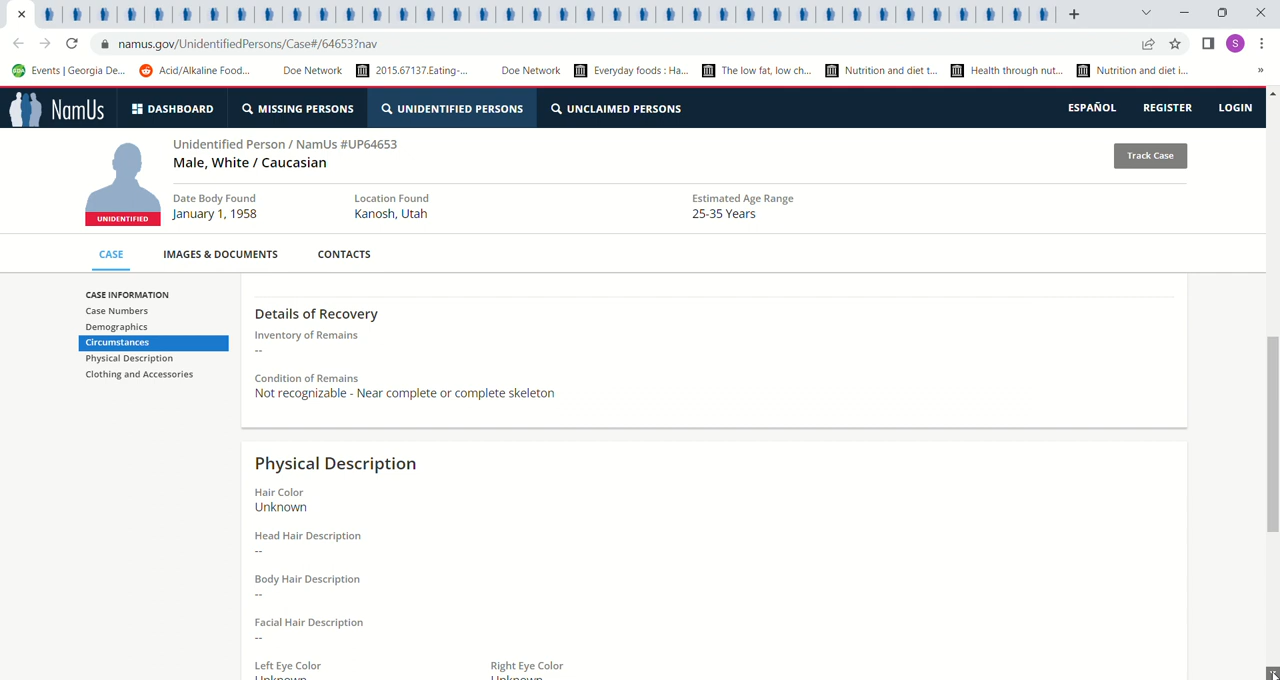 namus.gov/UnidentifiedPersons/Case#/64653?nav
S
Events | Georgia De...
Acid/Alkaline Food...
Doe Network
2015.67137.Eating-...
Doe Network
Everyday foods : Ha...
The low fat, low ch...
Nutrition and diet t...
Health through nut...
Nutrition and diet i...
»
NamUs
DASHBOARD
MISSING PERSONS
UNIDENTIFIED PERSONS
UNCLAIMED PERSONS
ESPAÑOL
REGISTER
LOGIN
Unidentified Person / NamUs #UP64653
Male, White / Caucasian
Track Case
UNIDENTIFIED
Date Body Found
January 1, 1958
Location Found
Kanosh, Utah
Estimated Age Range
25-35 Years
CASE
IMAGES & DOCUMENTS
CONTACTS
CASE INFORMATION
Case Numbers
Demographics
Circumstances
Physical Description
Clothing and Accessories
Details of Recovery
Inventory of Remains
--
Condition of Remains
Not recognizable - Near complete or complete skeleton
Physical Description
Hair Color
Unknown
Head Hair Description
--
Body Hair Description
--
Facial Hair Description
--
Left Eye Color
Unknown
Right Eye Color
Unknown